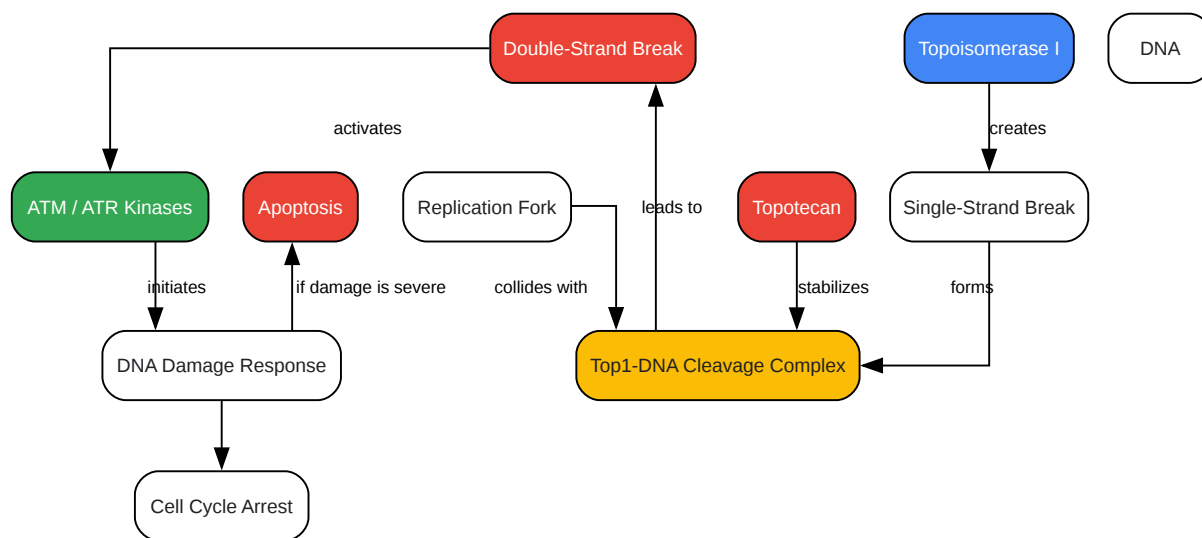 Double-Strand Break
Topoisomerase I
DNA
activates
creates
ATM / ATR Kinases
Apoptosis
Replication Fork
leads to
Topotecan
Single-Strand Break
initiates
if damage is severe
collides with
stabilizes
forms
DNA Damage Response
Top1-DNA Cleavage Complex
Cell Cycle Arrest